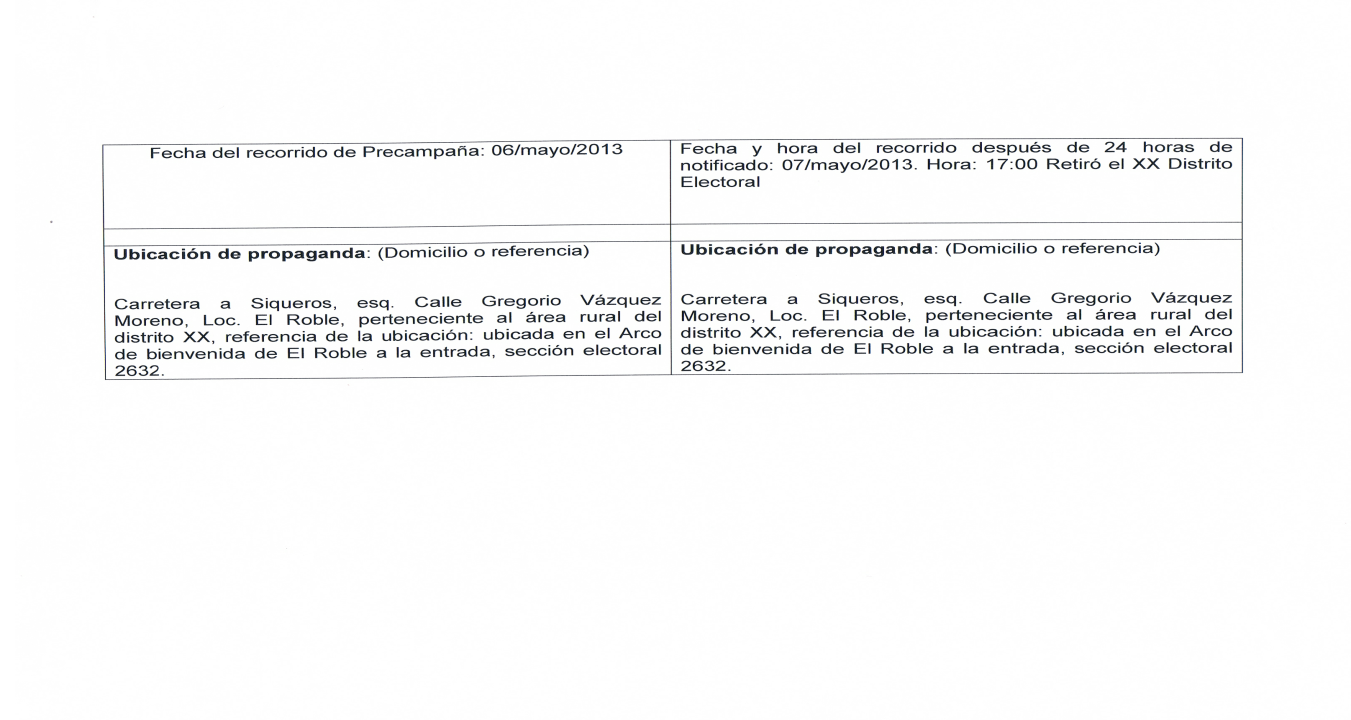 Fecha del recorrido de Precampaña: 06/mayo/2013
Fecha y hora del recorrido después de 24 horas de
notificado: 07/mayo/2013. Hora: 17:00 Retiró el XX Distrito
Electoral
Ubicación de propaganda: (Domicilio o referencia)
Carretera a Siqueros, esq. Calle Gregorio Vázquez
Moreno, Loc. El Roble, perteneciente al área rural del
distrito XX, referencia de la ubicación: ubicada en el Arco
de bienvenida de El Roble a la entrada, sección electoral
2632.
Ubicación de propaganda: (Domicilio o referencia)
Carretera a Siqueros, esq. Calle Gregorio Vázquez
Moreno, Loc. El Roble, perteneciente al área rural del
distrito XX, referencia de la ubicación: ubicada en el Arco
de bienvenida de El Roble a la entrada, sección electoral
2632.